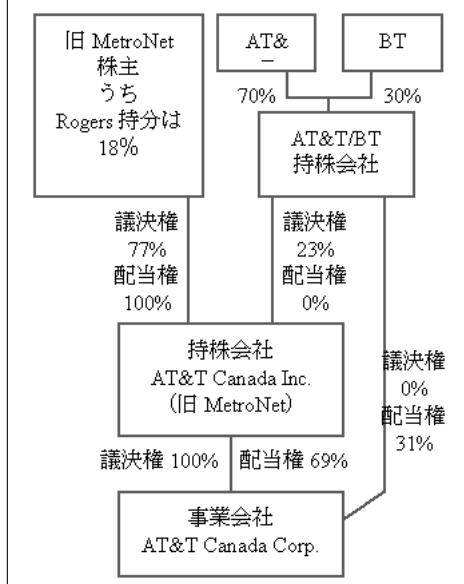 旧 MetroNet
株主
うち
Rogers 持分は
18%
AT&
BT
70%
30%
AT&T/BT
持株会社
議決権
77%
配当権
100%
議決権
23%
配当権
0%
持株会社
AT&T Canada Inc.
(旧 MetroNet)
議決権
0%
配当権
31%
議決権 100%
配当権 69%
事業会社
AT&T Canada Corp.